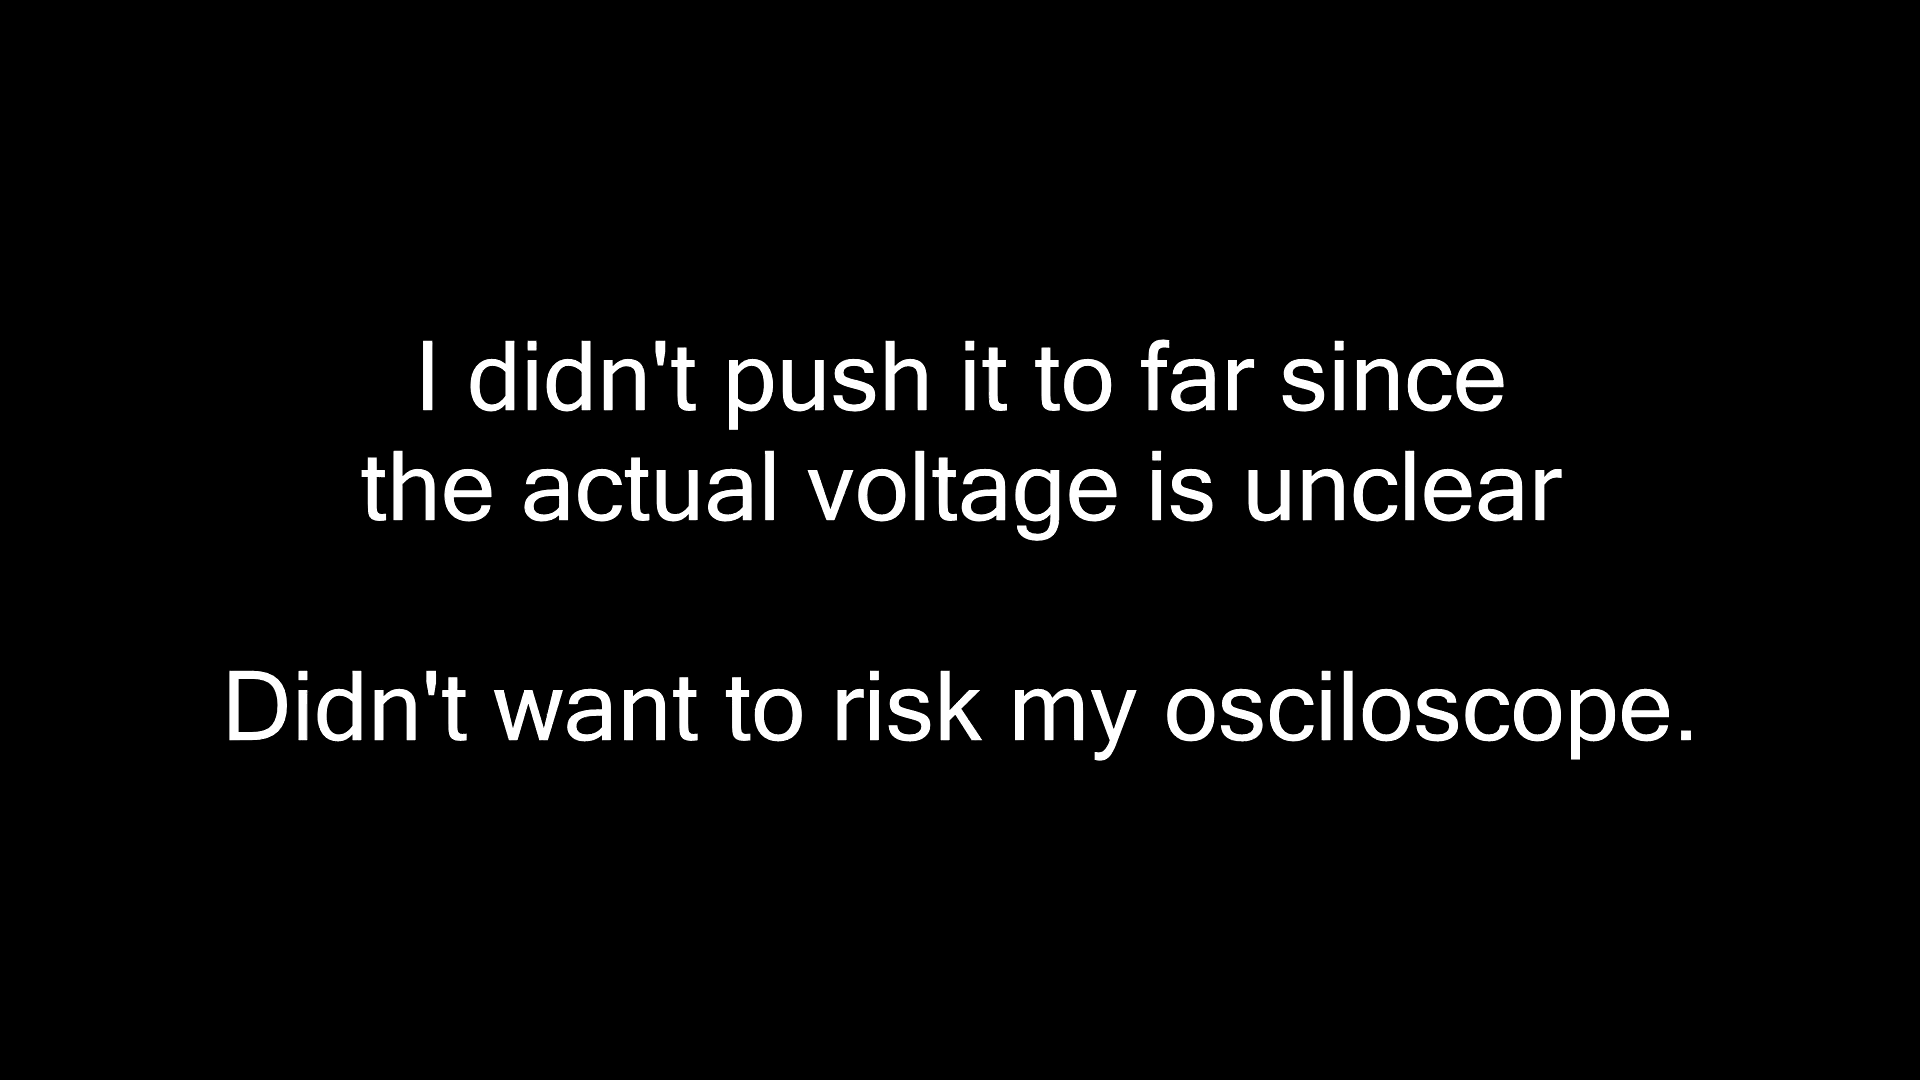 I didn't push it to far since
the actual voltage is unclear
Didn't want to risk my osciloscope.